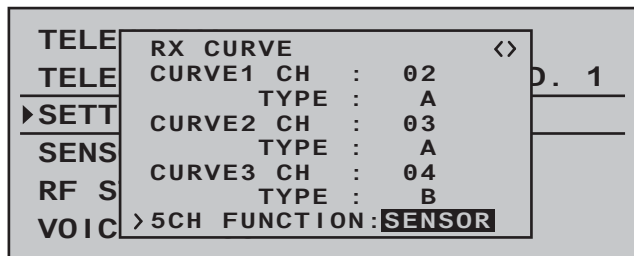 TELE
RX CURVE <>
TELE CURVE1 CH : 02 D. 1
TYPE : A
▶SETT CURVE2 CH : 03
TYPE : A
SENS CURVE3 CH : 04
RF S TYPE : B
VOIC >5CH FUNCTION:SENSOR